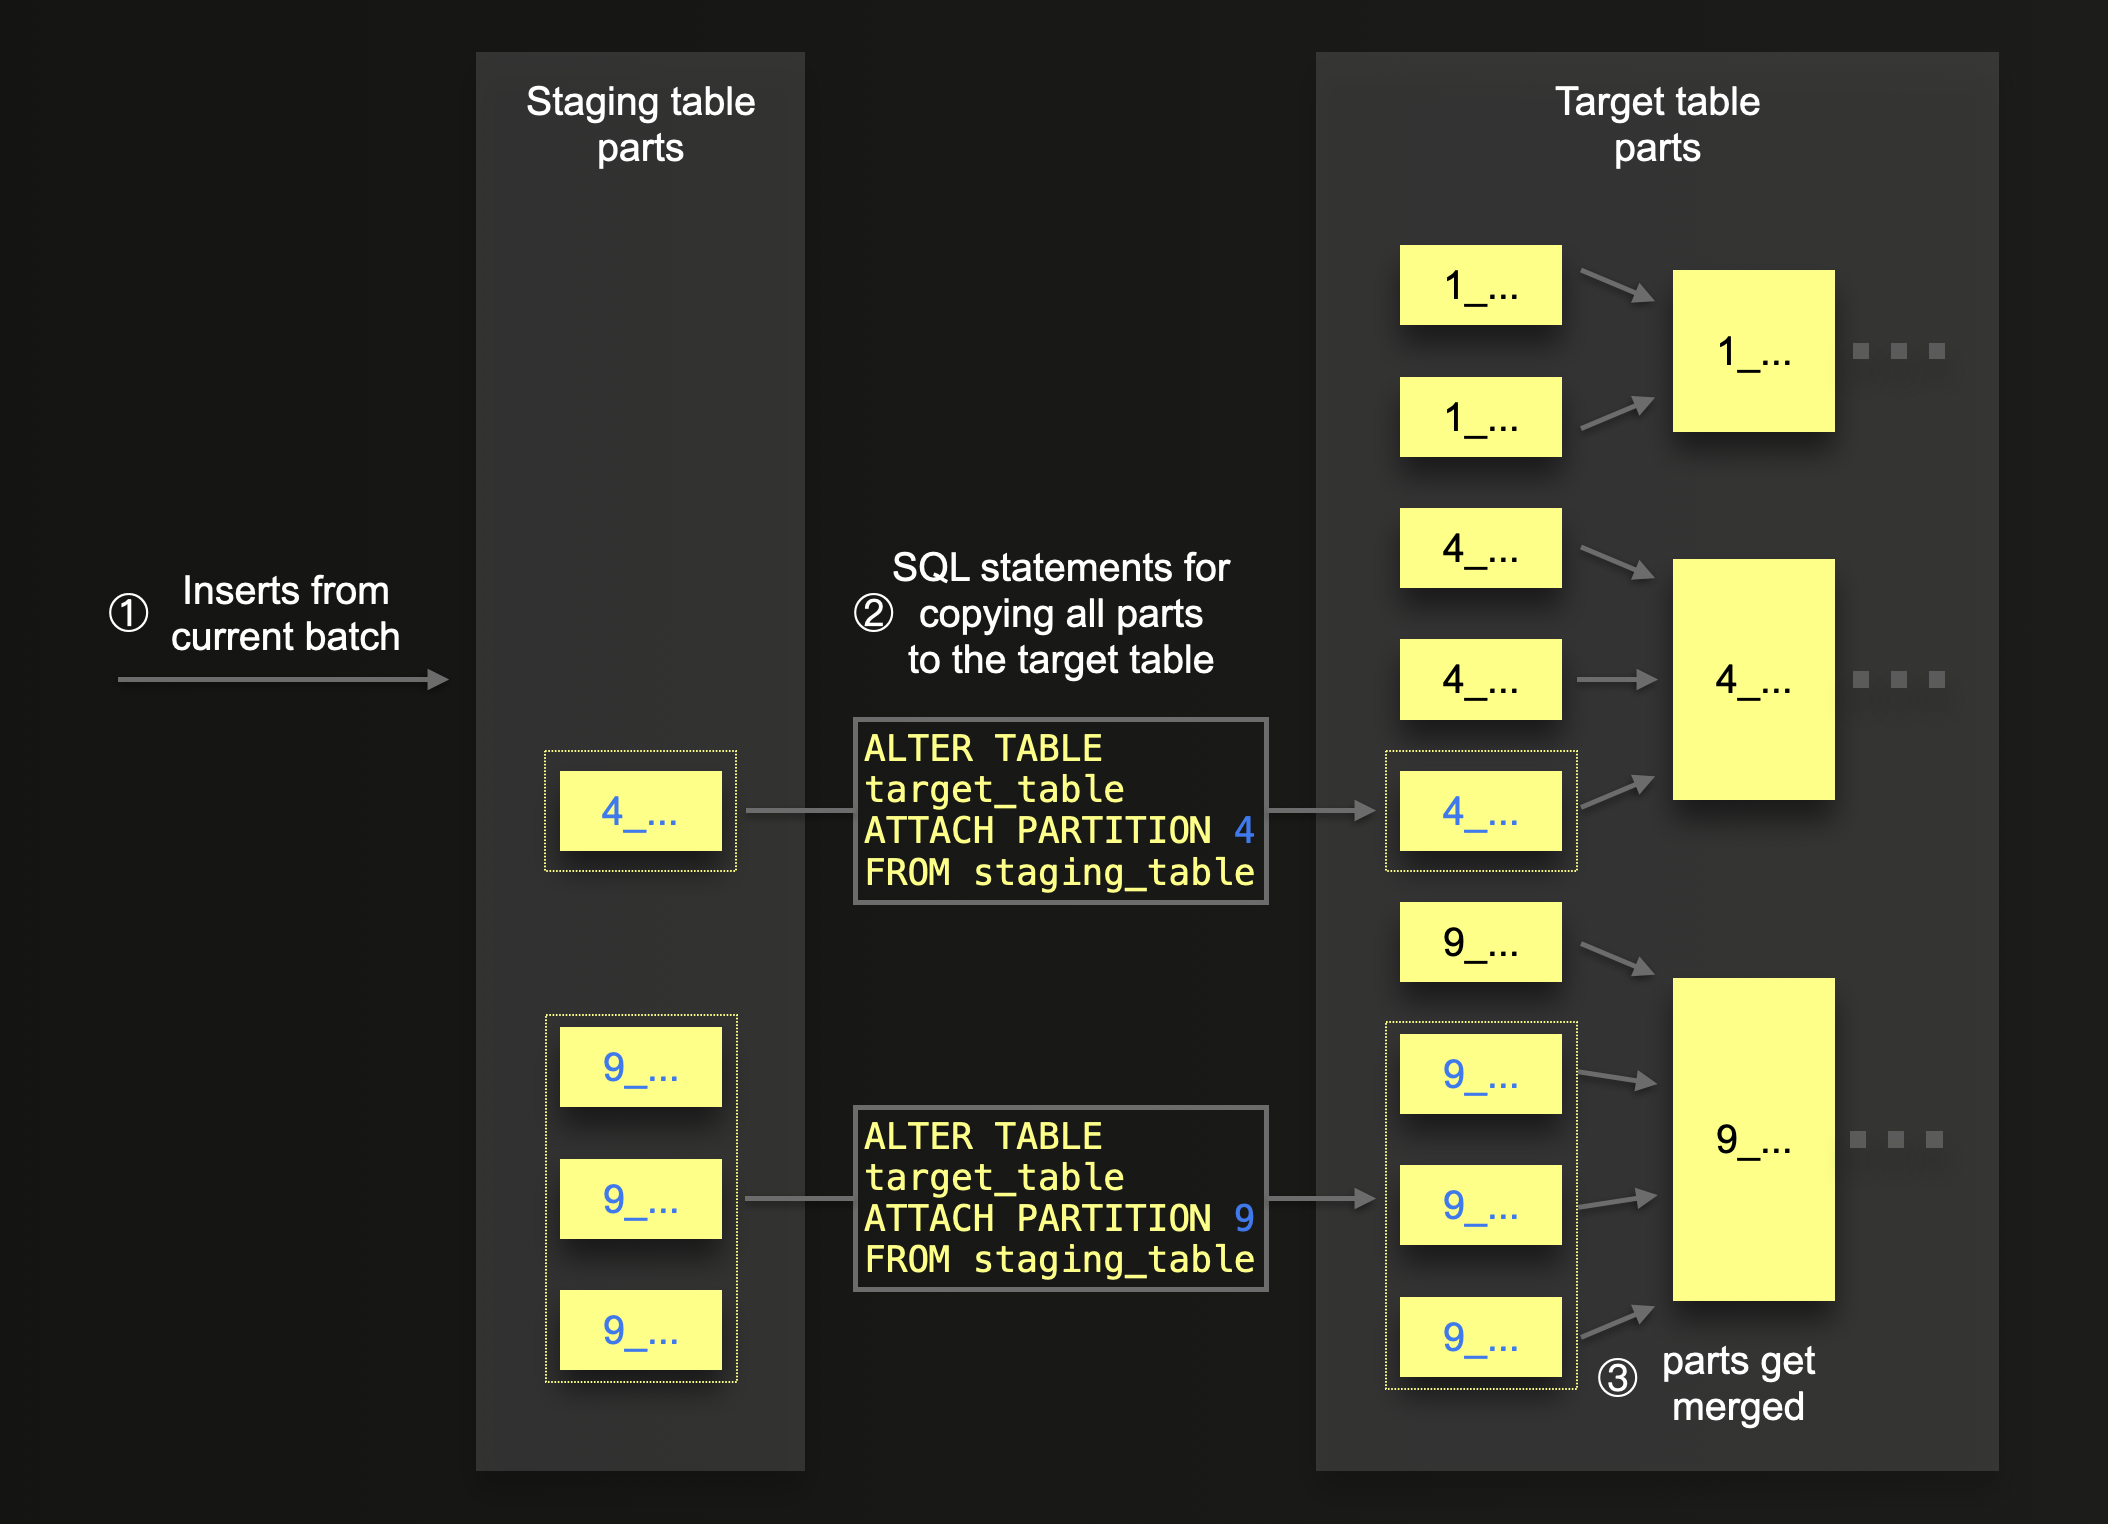 Staging table
parts
Target table
parts
1_...
1_...
1_...
4_...
4_...
4_...
4_...
① Inserts from
current batch
② SQL statements for
copying all parts
to the target table
4_...
ALTER TABLE
target_table
ATTACH PARTITION 4
FROM staging_table
9_...
9_...
9_...
9_...
9_...
9_...
9_...
9_...
ALTER TABLE
target_table
ATTACH PARTITION 9
FROM staging_table
③ parts get
merged